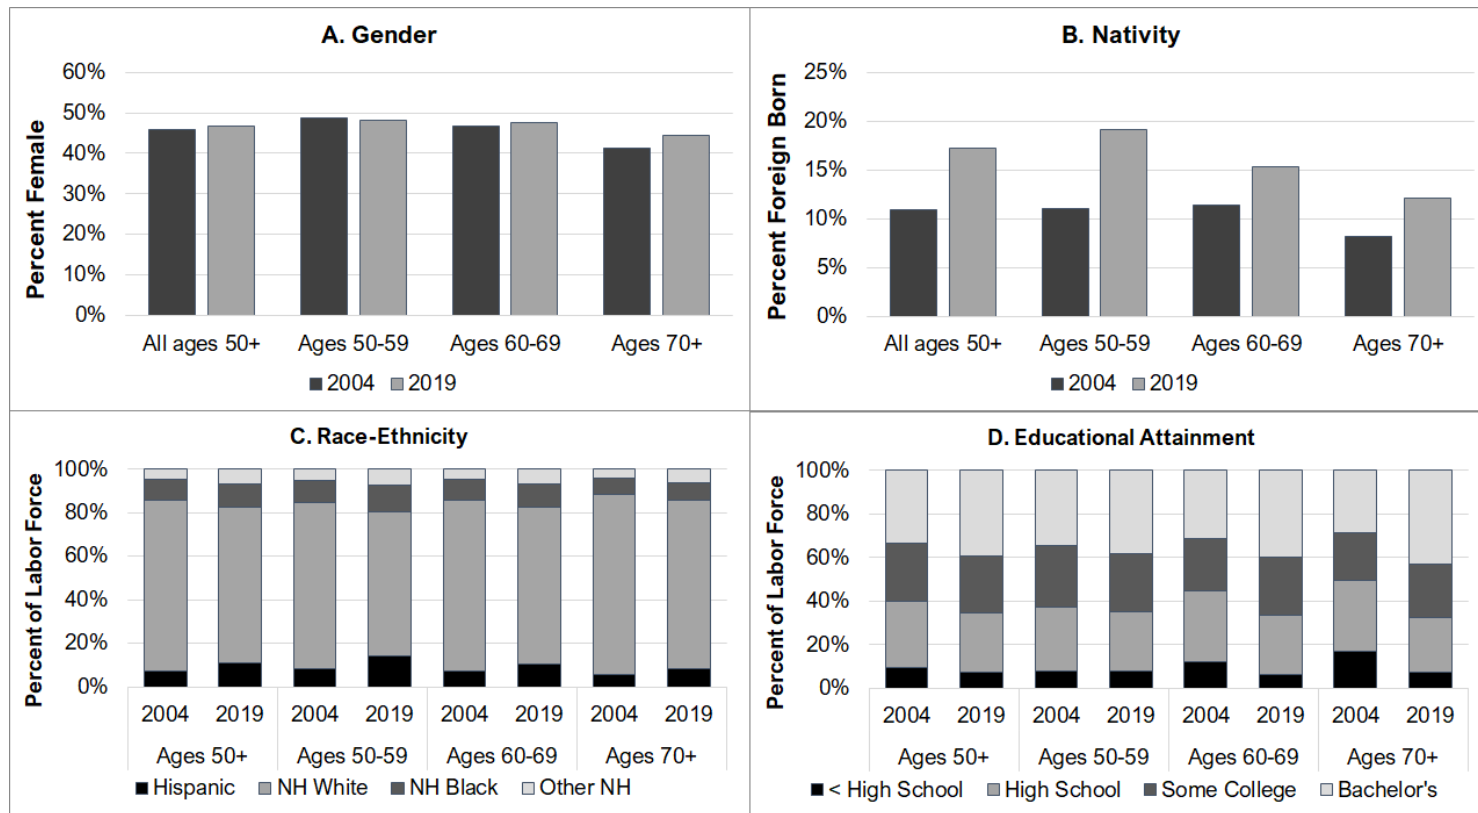 A. Gender
Percent Female
60%
50%
40%
30%
20%
10%
0%
All ages 50+ Ages 50-59 Ages 60-69 Ages 70+
2004 2019
B. Nativity
Percent Foreign Born
25%
20%
15%
10%
5%
0%
All ages 50+ Ages 50-59 Ages 60-69 Ages 70+
2004 2019
C. Race-Ethnicity
Percent of Labor Force
100%
80%
60%
40%
20%
0%
2004 2019 2004 2019 2004 2019 2004 2019
Ages 50+ Ages 50-59 Ages 60-69 Ages 70+
Hispanic NH White NH Black Other NH
D. Educational Attainment
Percent of Labor Force
100%
80%
60%
40%
20%
0%
2004 2019 2004 2019 2004 2019 2004 2019
Ages 50+ Ages 50-59 Ages 60-69 Ages 70+
< High School High School Some College Bachelor's